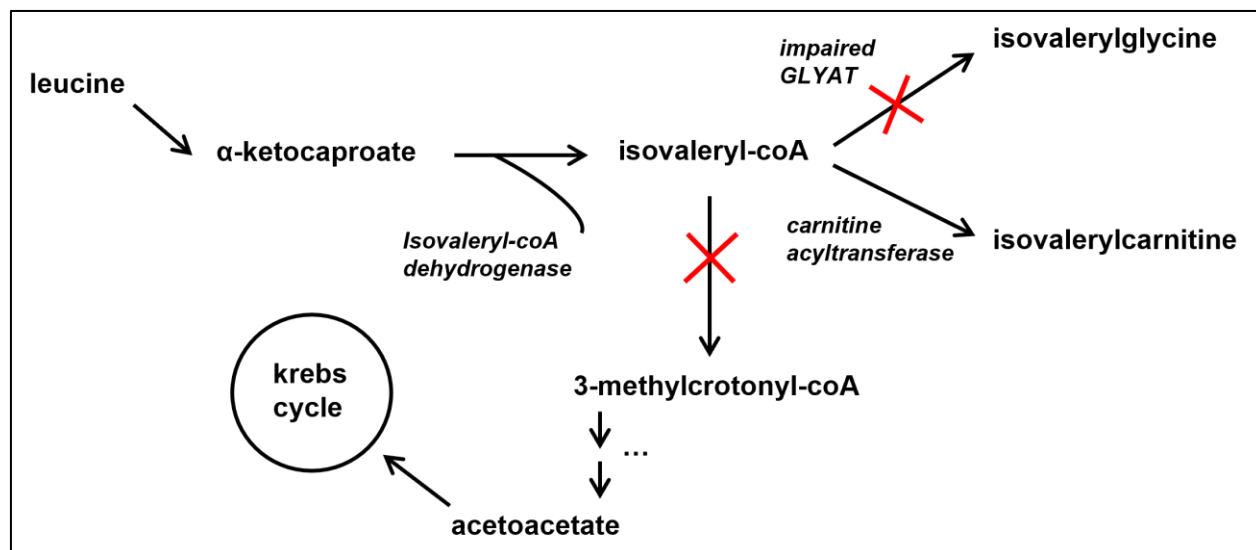 leucine
α-ketocaproate
Isovaleryl-coA
dehydrogenase
isovaleryl-coA
impaired
GLYAT
isovalerylglycine
carnitine
acyltransferase
isovalerylcarnitine
3-methylcrotonyl-coA
...
acetoacetate
krebs
cycle